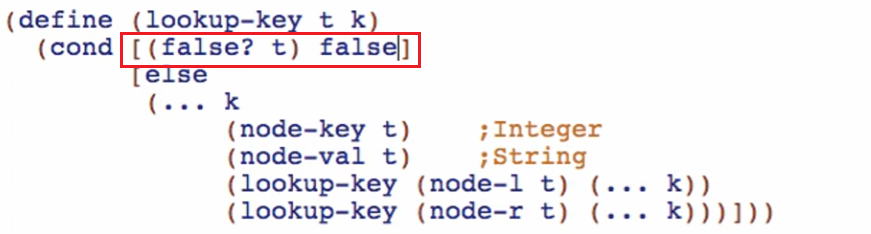 (define (lookup-key t k)
(cond [(false? t) false]
[else
(... k
(node-key t) ;Integer
(node-val t) ;String
(lookup-key (node-l t) (... k))
(lookup-key (node-r t) (... k)))]))